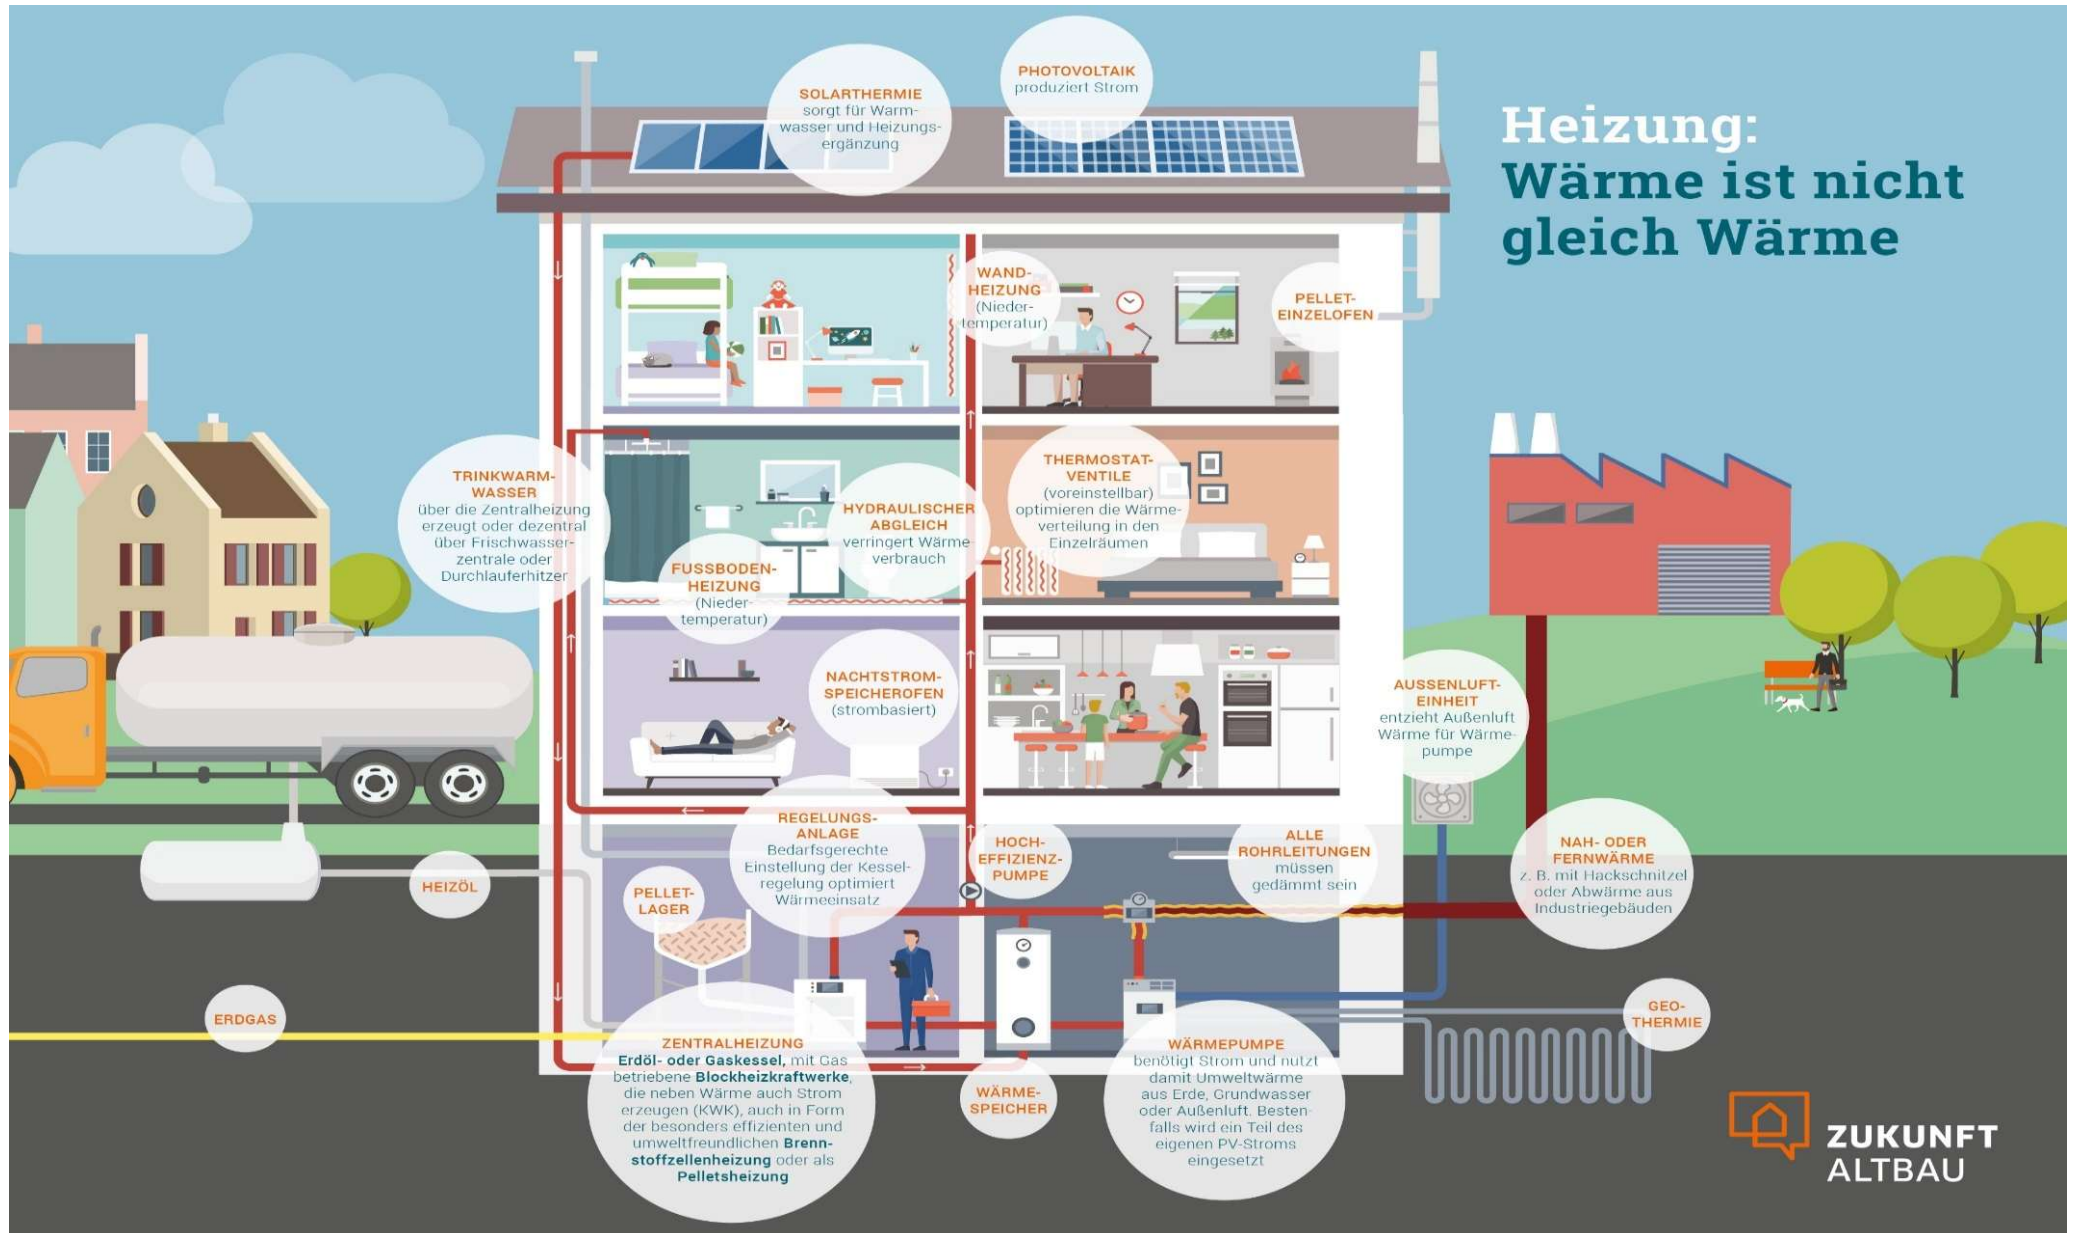 Heizung:
Wärme ist nicht
gleich Wärme
SOLARTHERMIE
sorgt für Warm-
wasser und Heizungs-
ergänzung
PHOTOVOLTAIK
produziert Strom
WAND-
HEIZUNG
(Nieder-
temperatur)
PELLET-
EINZELOFEN
TRINKWARM-
WASSER
über die Zentralheizung
erzeugt oder dezentral
über Frischwasser-
zentrale oder
Durchlauferhitzer
HYDRAULISCHER
ABGLEICH
verringert Wärme-
verbrauch
THERMOSTAT-
VENTILE
(voreinstellbar)
optimieren die Wärme-
verteilung in den
Einzelräumen
FUSSBODEN-
HEIZUNG
(Nieder-
temperatur)
NACHTSTROM-
SPEICHEROFEN
(strombasiert)
AUSSENLUFT-
EINHEIT
entzieht Außenluft
Wärme für Wärme-
pumpe
REGELUNGS-
ANLAGE
Bedarfsgerechte
Einstellung der Kessel-
regelung optimiert
Wärmeeinsatz
HOCH-
EFFIZIENZ-
PUMPE
ALLE
ROHRLEITUNGEN
müssen
gedämmt sein
NAH- ODER
FERNWÄRME
z. B. mit Hackschnitzel
oder Abwärme aus
Industriegebäuden
HEIZÖL
PELLET-
LAGER
ERDGAS
GEO-
THERMIE
ZENTRALHEIZUNG
Erdöl- oder Gaskessel, mit Gas
betriebene Blockheizkraftwerke,
die neben Wärme auch Strom
erzeugen (KWK), auch in Form
der besonders effizienten und
umweltfreundlichen Brenn-
stoffzellenheizung oder als
Pelletsheizung
WÄRME-
SPEICHER
WÄRMEPUMPE
benötigt Strom und nutzt
damit Umweltwärme
aus Erde, Grundwasser
oder Außenluft. Besten-
falls wird ein Teil des
eigenen PV-Stroms
eingesetzt
ZUKUNFT
ALTBAU